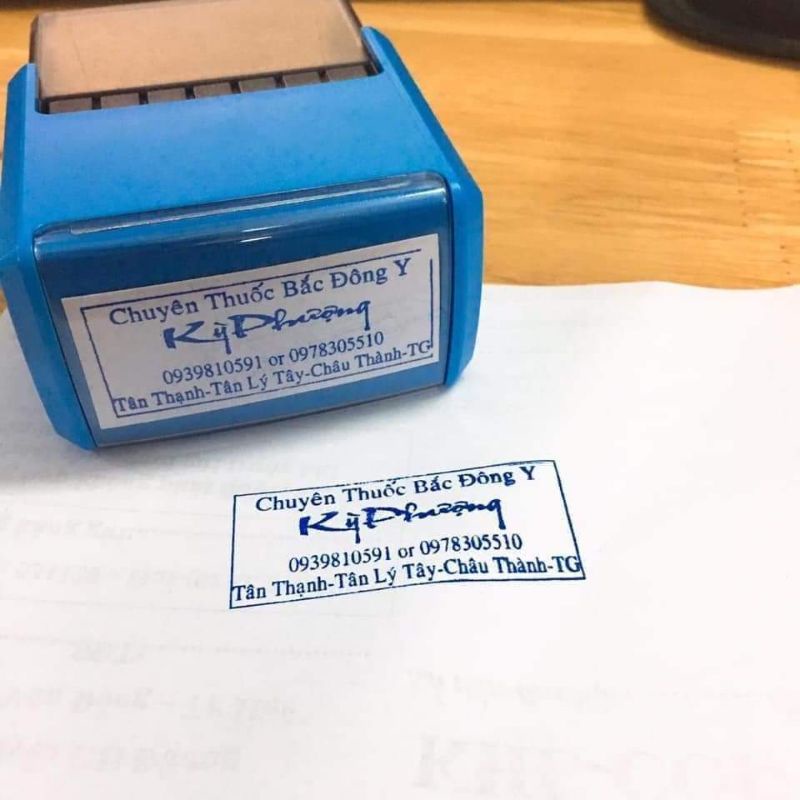 Chuyên Thuốc Bắc Đông Y
Kỳ Phượng
0939810591 or 0978305510
Tân Thạnh-Tân Lý Tây-Châu Thành-TG
Chuyên Thuốc Bắc Đông Y
Kỳ Phượng
0939810591 or 0978305510
Tân Thạnh-Tân Lý Tây-Châu Thành-TG